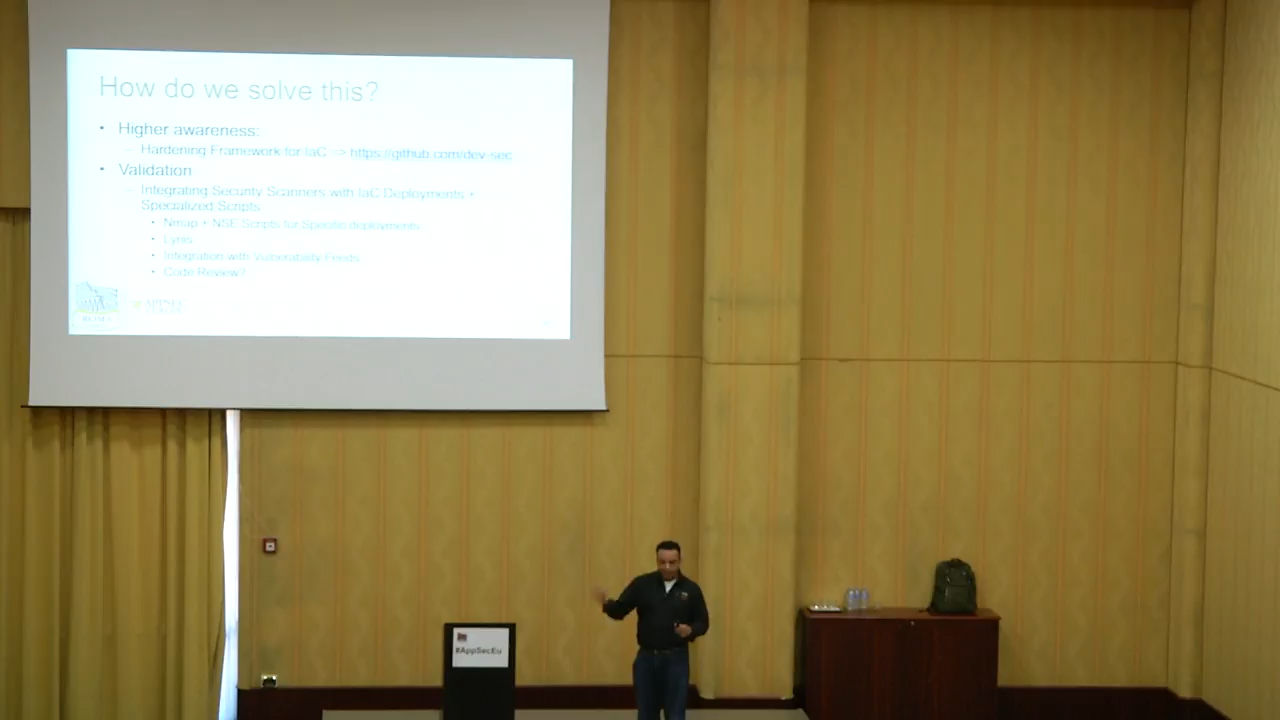 How do we solve this?
• Higher awareness:
– Hardening Framework for IaC –> https://github.com/dev-sec
• Validation
– Integrating Security Scanners with IaC Deployments +
Specialized Scripts
• Nmap + NSE Scripts for Specific deployments
• Lynis
• Integration with Vulnerability Feeds
• Code Review?
APPSEC
ROMA
#AppSecEu